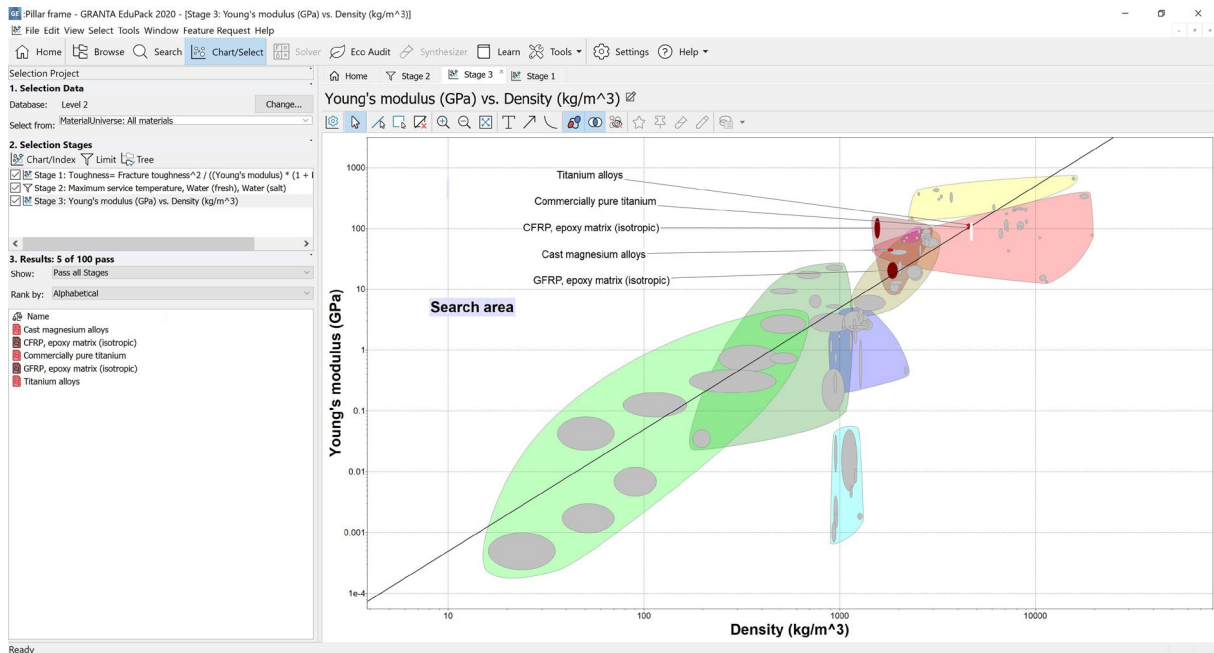 :Pillar frame - GRANTA EduPack 2020 - [Stage 3: Young's modulus (GPa) vs. Density (kg/m^3)]
File Edit View Select Tools Window Feature Request Help
Home Browse Search Chart/Select Solver Eco Audit Synthesizer Learn Tools Settings Help
Selection Project
Home Stage 2 Stage 3 Stage 1
1. Selection Data
Database: Level 2 Change...
Select from: MaterialUniverse: All materials
2. Selection Stages
Chart/Index Limit Tree
Stage 1: Toughness= Fracture toughness^2 / ((Young's modulus) * (1 +
Stage 2: Maximum service temperature, Water (fresh), Water (salt)
Stage 3: Young's modulus (GPa) vs. Density (kg/m^3)
3. Results: 5 of 100 pass
Show: Pass all Stages
Rank by: Alphabetical
Name
Cast magnesium alloys
CFRP, epoxy matrix (isotropic)
Commercially pure titanium
GFRP, epoxy matrix (isotropic)
Titanium alloys
Young's modulus (GPa) vs. Density (kg/m^3)
Titanium alloys
Commercially pure titanium
CFRP, epoxy matrix (isotropic)
Cast magnesium alloys
GFRP, epoxy matrix (isotropic)
Search area
Young's modulus (GPa)
1000
100
10
1
0.1
0.01
0.001
1e-4
10 100 1000 10000
Density (kg/m^3)
Ready